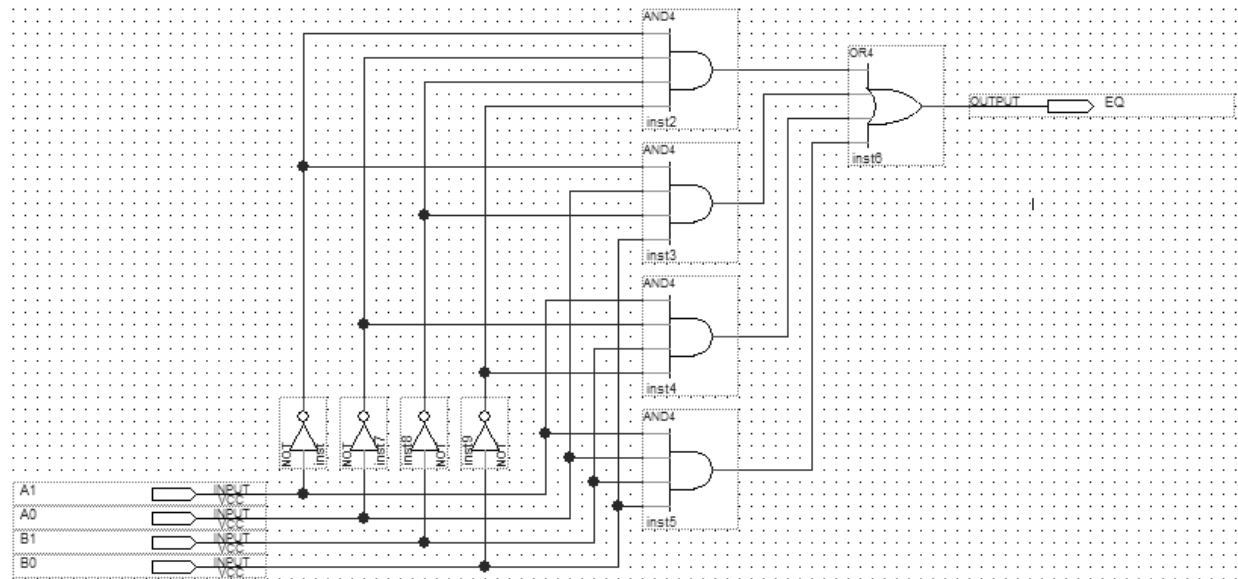 AND4
inst2
OR4
inst6
OUTPUT EQ
AND4
inst3
AND4
inst4
AND4
inst5
NOT inst
NOT inst7
NOT inst8
NOT inst9
A1 INPUT VCC
A0 INPUT VCC
B1 INPUT VCC
B0 INPUT VCC